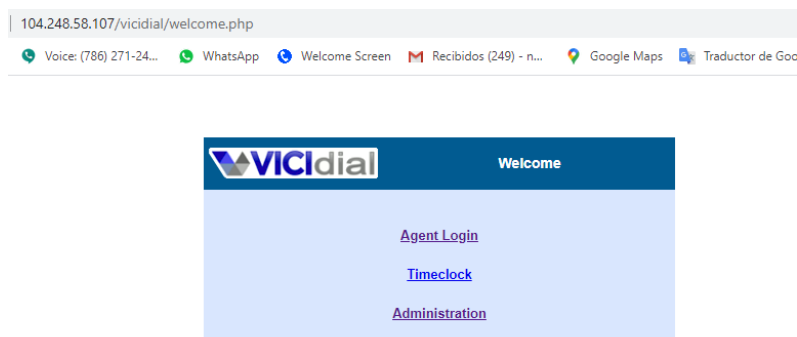 104.248.58.107/vicidial/welcome.php
Voice: (786) 271-24... WhatsApp Welcome Screen Recibidos (249) - n... Google Maps Traductor de Goo
VICIdial Welcome
Agent Login
Timeclock
Administration